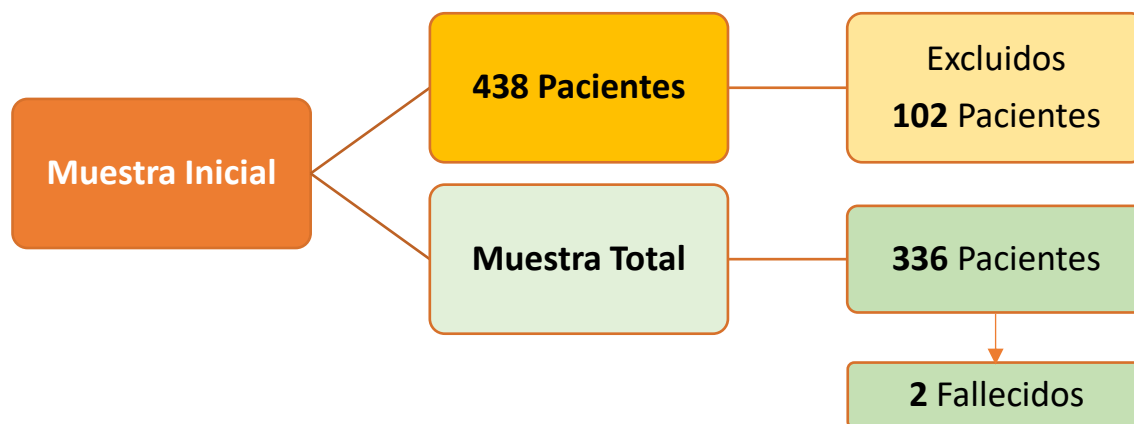 Muestra Inicial
438 Pacientes
Excluidos
102 Pacientes
Muestra Total
336 Pacientes
2 Fallecidos